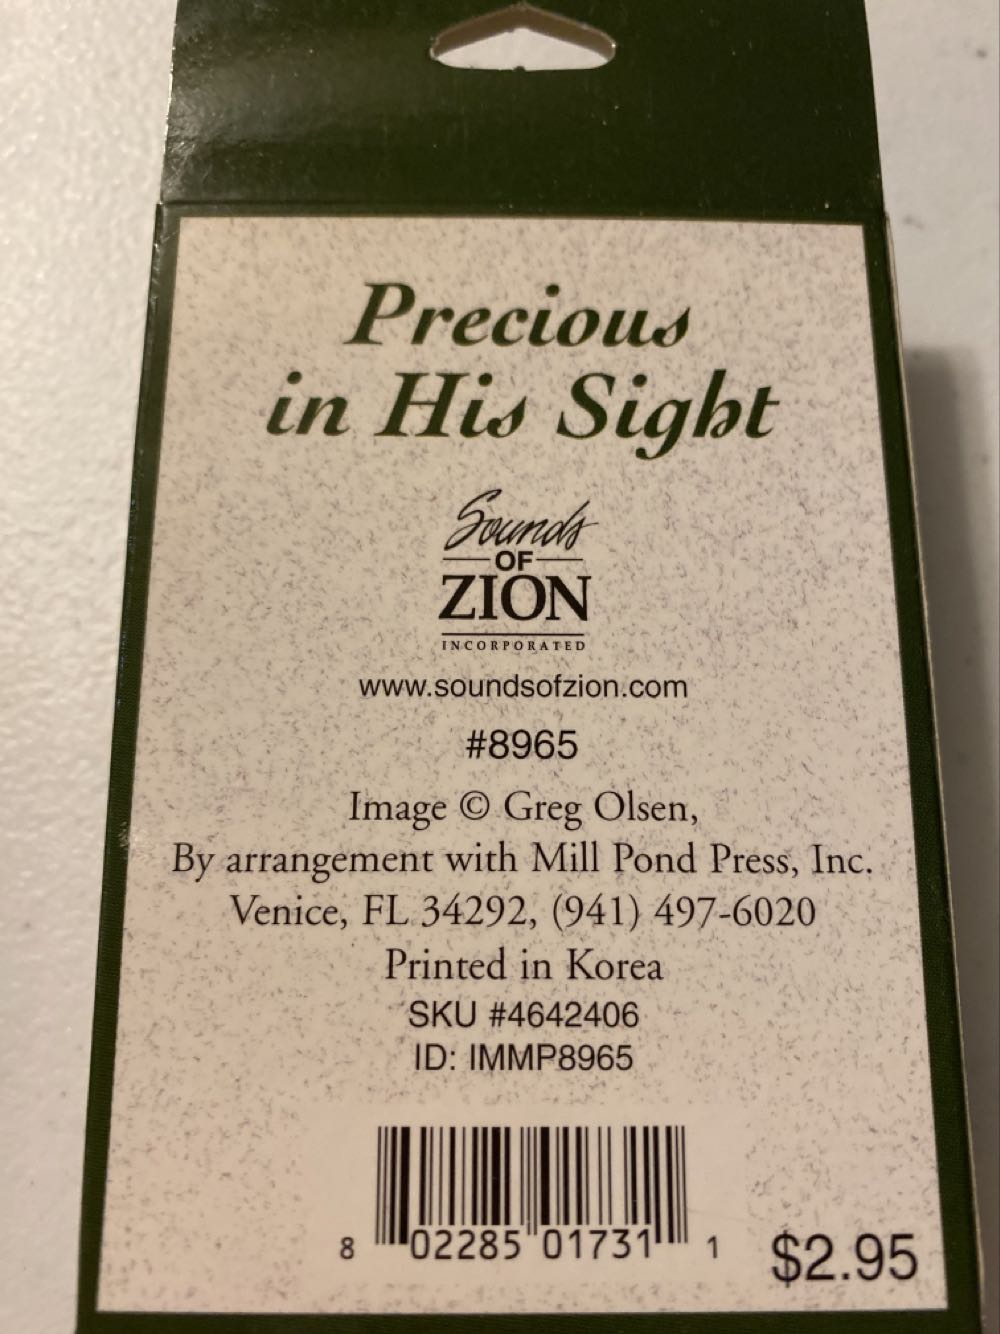 Precious
in His Sight
Sounds
OF
ZION
INCORPORATED
www.soundsofzion.com
#8965
Image © Greg Olsen,
By arrangement with Mill Pond Press, Inc.
Venice, FL 34292, (941) 497-6020
Printed in Korea
SKU #4642406
ID: IMMP8965
8 02285 01731 1
$2.95